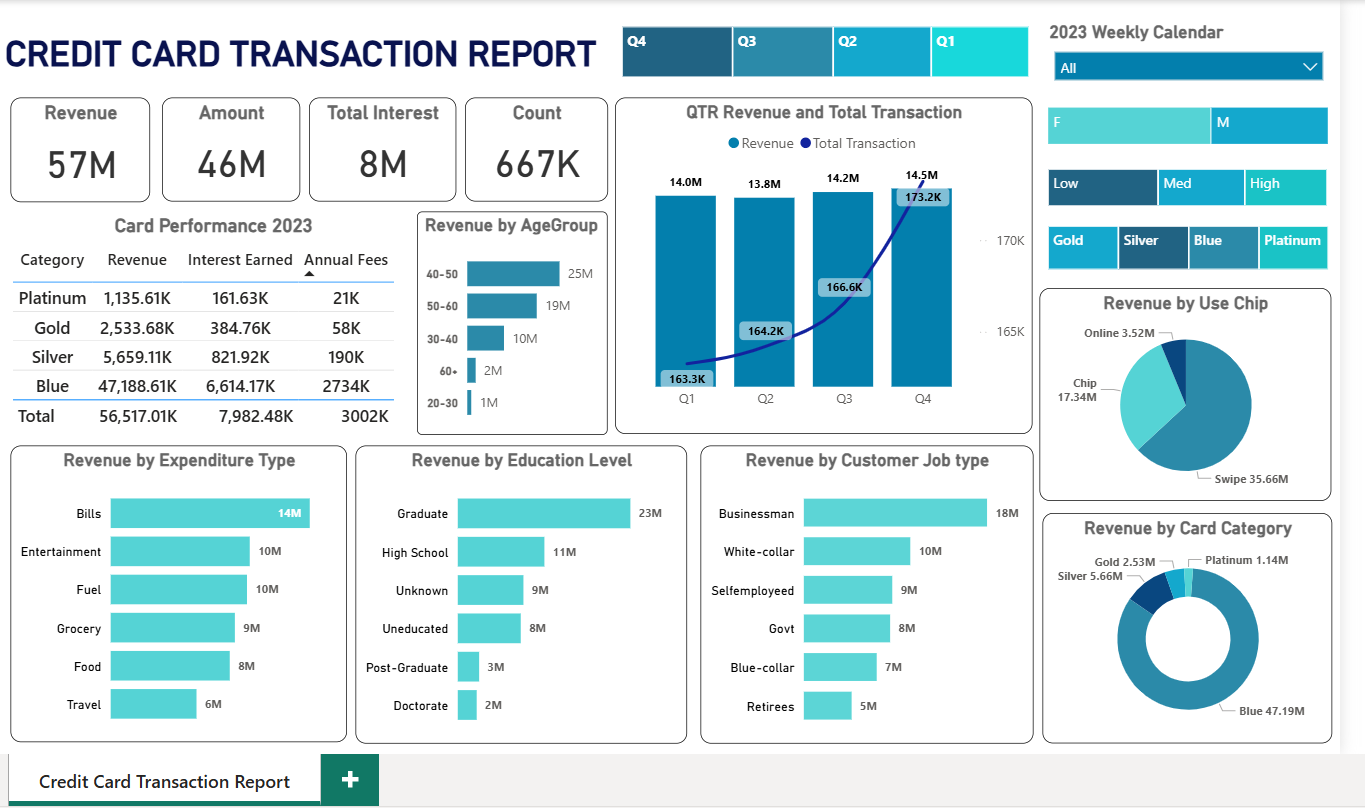 CREDIT CARD TRANSACTION REPORT
Q4 Q3 Q2 Q1
2023 Weekly Calendar
All
F M
Low Med High
Gold Silver Blue Platinum
Revenue
57M
Amount
46M
Total Interest
8M
Count
667K
Card Performance 2023
Category Revenue Interest Earned Annual Fees
Platinum 1,135.61K 161.63K 21K
Gold 2,533.68K 384.76K 58K
Silver 5,659.11K 821.92K 190K
Blue 47,188.61K 6,614.17K 2734K
Total 56,517.01K 7,982.48K 3002K
Revenue by AgeGroup
40-50 25M
50-60 19M
30-40 10M
60+ 2M
20-30 1M
QTR Revenue and Total Transaction
Revenue Total Transaction
14.0M 13.8M 14.2M 14.5M
163.3K 164.2K 166.6K 173.2K
170K
165K
Q1 Q2 Q3 Q4
Revenue by Use Chip
Online 3.52M
Chip
17.34M
Swipe 35.66M
Revenue by Expenditure Type
Bills 14M
Entertainment 10M
Fuel 10M
Grocery 9M
Food 8M
Travel 6M
Revenue by Education Level
Graduate 23M
High School 11M
Unknown 9M
Uneducated 8M
Post-Graduate 3M
Doctorate 2M
Revenue by Customer Job type
Businessman 18M
White-collar 10M
Selfemployeed 9M
Govt 8M
Blue-collar 7M
Retirees 5M
Revenue by Card Category
Gold 2.53M
Platinum 1.14M
Silver 5.66M
Blue 47.19M
Credit Card Transaction Report
+